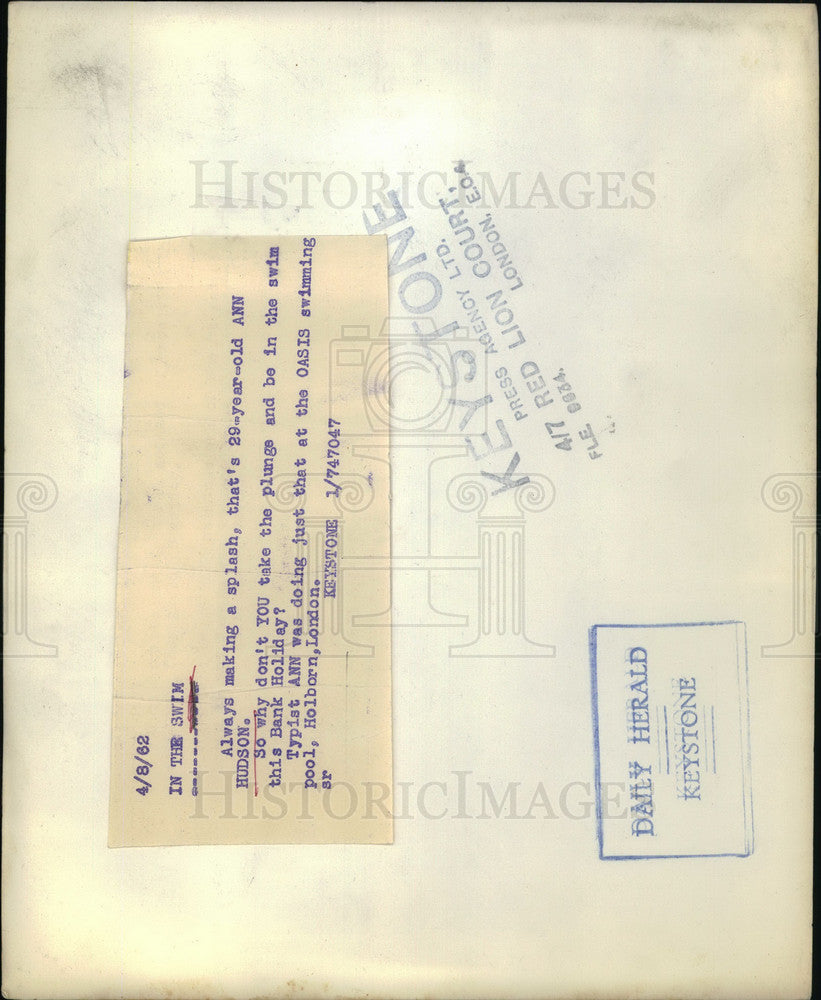 4/8/62
IN THE SWIM
Always making a splash, that's 29-year-old ANN
HUDSON.
So why don't YOU take the plunge and be in the swim
this Bank Holiday?
Typist ANN was doing just that at the OASIS swimming
pool, Holborn,London.
KEYSTONE 1/747047
sr
KEYSTONE
PRESS AGENCY LTD.
4/7 RED LION COURT.
LONDON, E.C.4
FLE.
DAILY HERALD
KEYSTONE
HISTORIC IMAGES
HISTORIC IMAGES